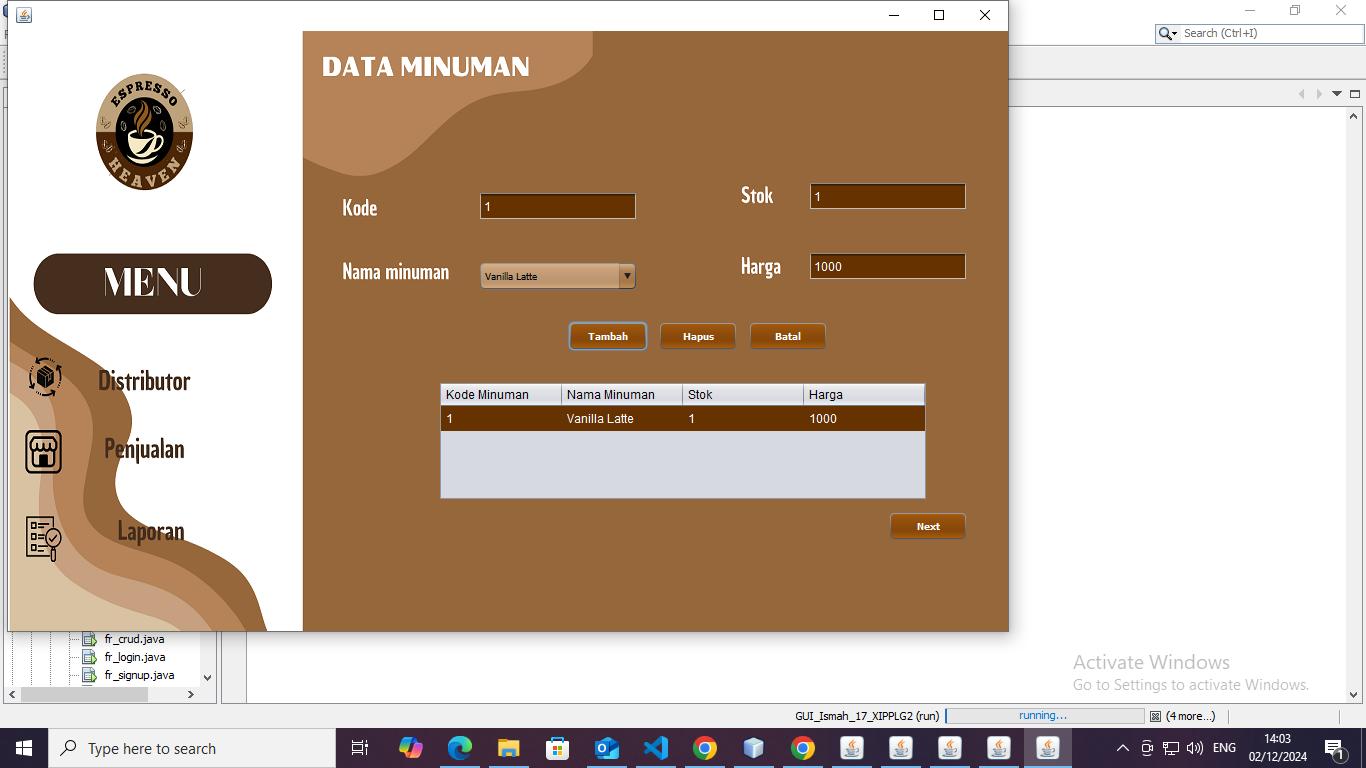 Search (Ctrl+I)
ESPRESSO
HEAVEN
MENU
Distributor
Penjualan
Laporan
DATA MINUMAN
Kode
1
Stok
1
Nama minuman
Vanilla Latte
Harga
1000
Tambah
Hapus
Batal
Kode Minuman Nama Minuman Stok Harga
1 Vanilla Latte 1 1000
Next
fr_crud.java
fr_login.java
fr_signup.java
Activate Windows
Go to Settings to activate Windows.
GUI_Ismah_17_XIPPLG2 (run)
running...
(4 more...)
Type here to search
ENG
14:03
02/12/2024
1